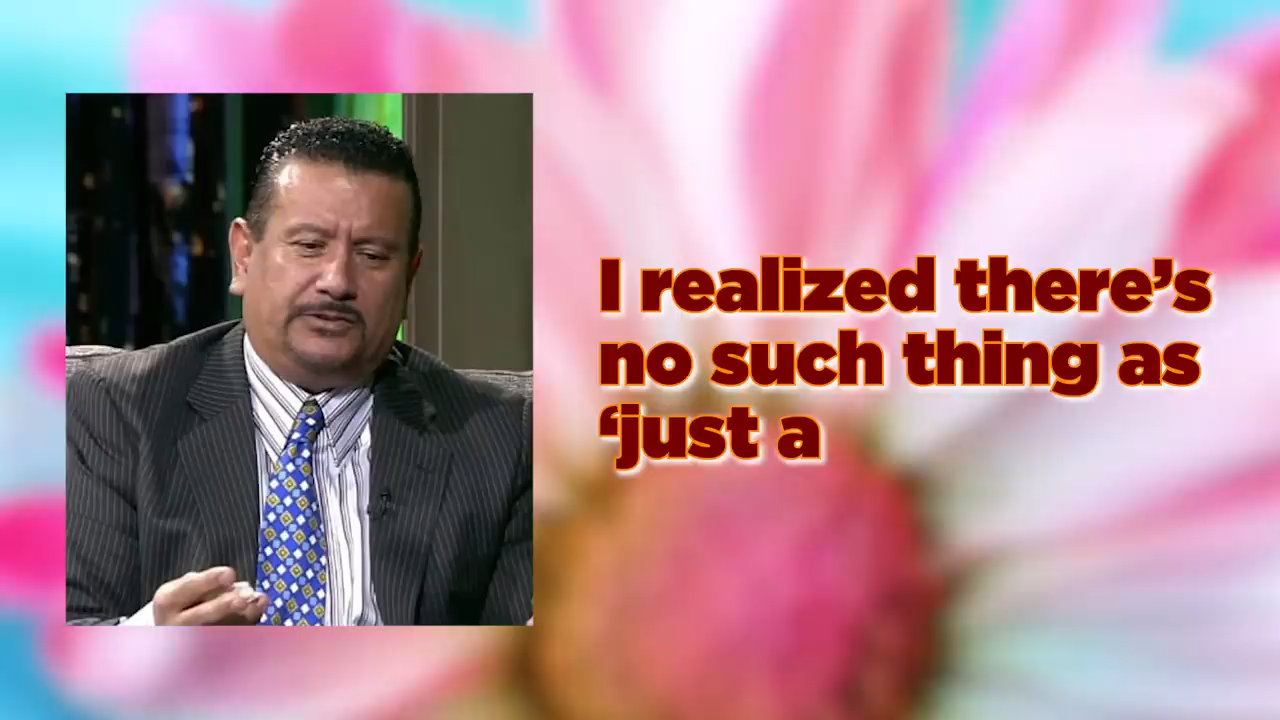 I realized there’s
no such thing as
‘just a